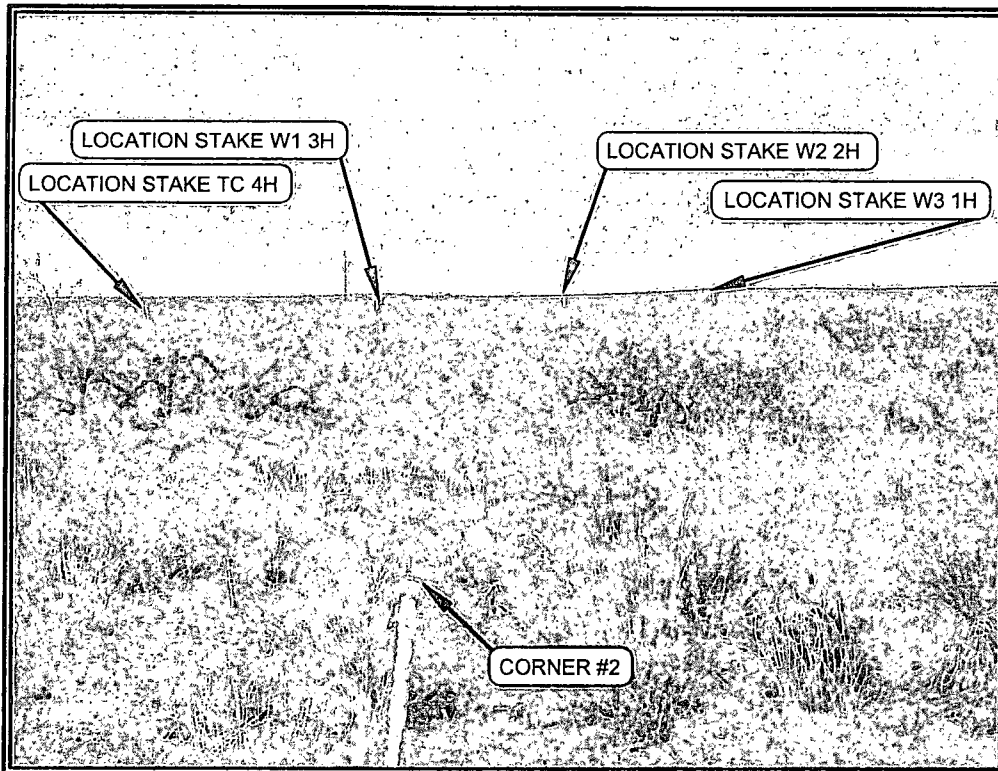 LOCATION STAKE W1 3H
LOCATION STAKE W2 2H
LOCATION STAKE TC 4H
LOCATION STAKE W3 1H
CORNER #2